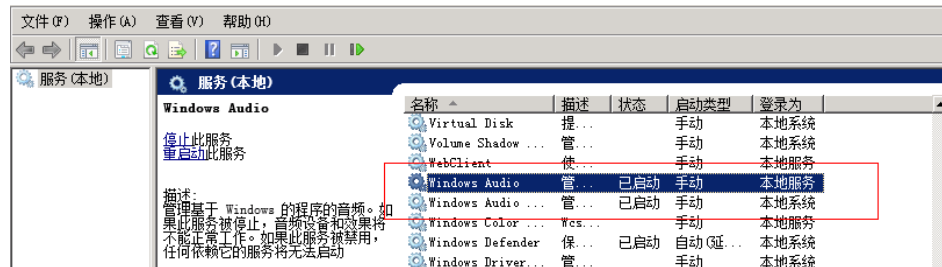 文件(F) 操作(A) 查看(V) 帮助(H)
服务(本地)
服务(本地)
Windows Audio
停止此服务
重启动此服务
描述:
管理基于 Windows 的程序的音频。如
果此服务被停止，音频设备和效果将
不能正常工作。如果此服务被禁用，
任何依赖它的服务将无法启动
名称 描述 状态 启动类型 登录为
Virtual Disk 提... 手动 本地系统
Volume Shadow ... 管... 手动 本地系统
WebClient 使... 手动 本地服务
Windows Audio 管... 已启动 手动 本地服务
Windows Audio ... 管... 已启动 手动 本地系统
Windows Color ... Wcs... 手动 本地服务
Windows Defender 保... 已启动 自动(延... 本地系统
Windows Driver... 管... 手动 本地系统